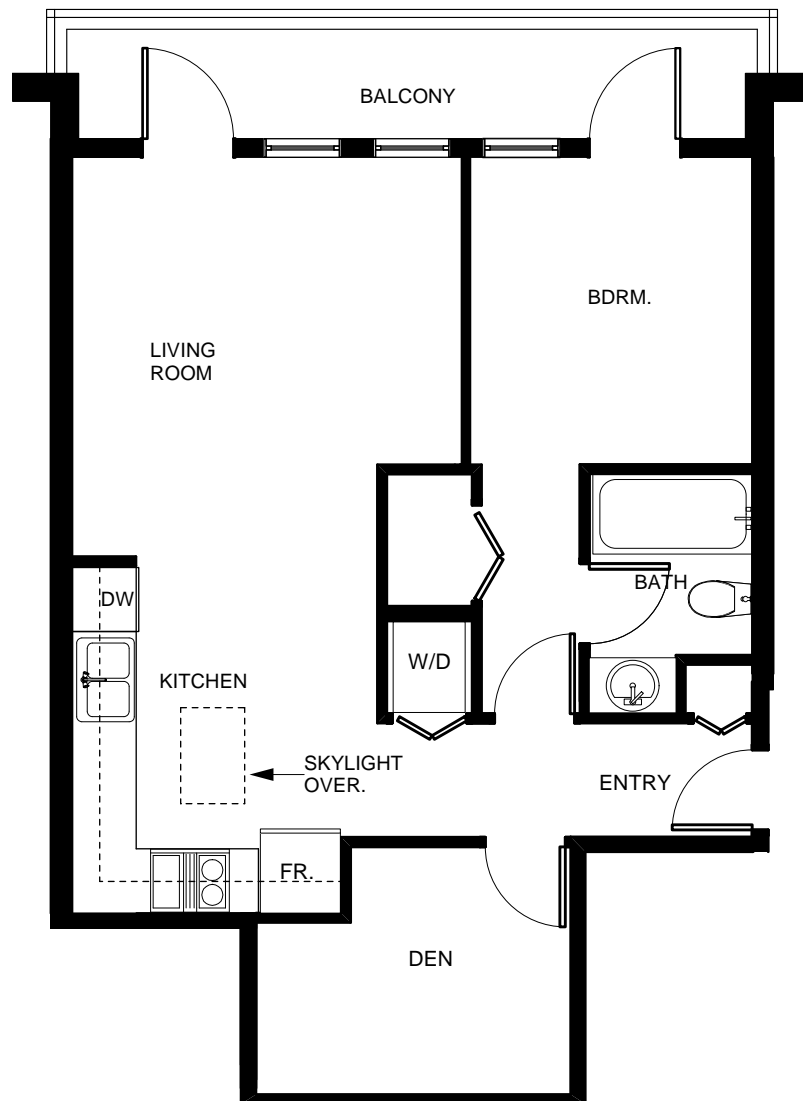 BALCONY
BDRM.
LIVING
ROOM
BATH
DW
W/D
KITCHEN
SKYLIGHT
OVER.
ENTRY
FR.
DEN